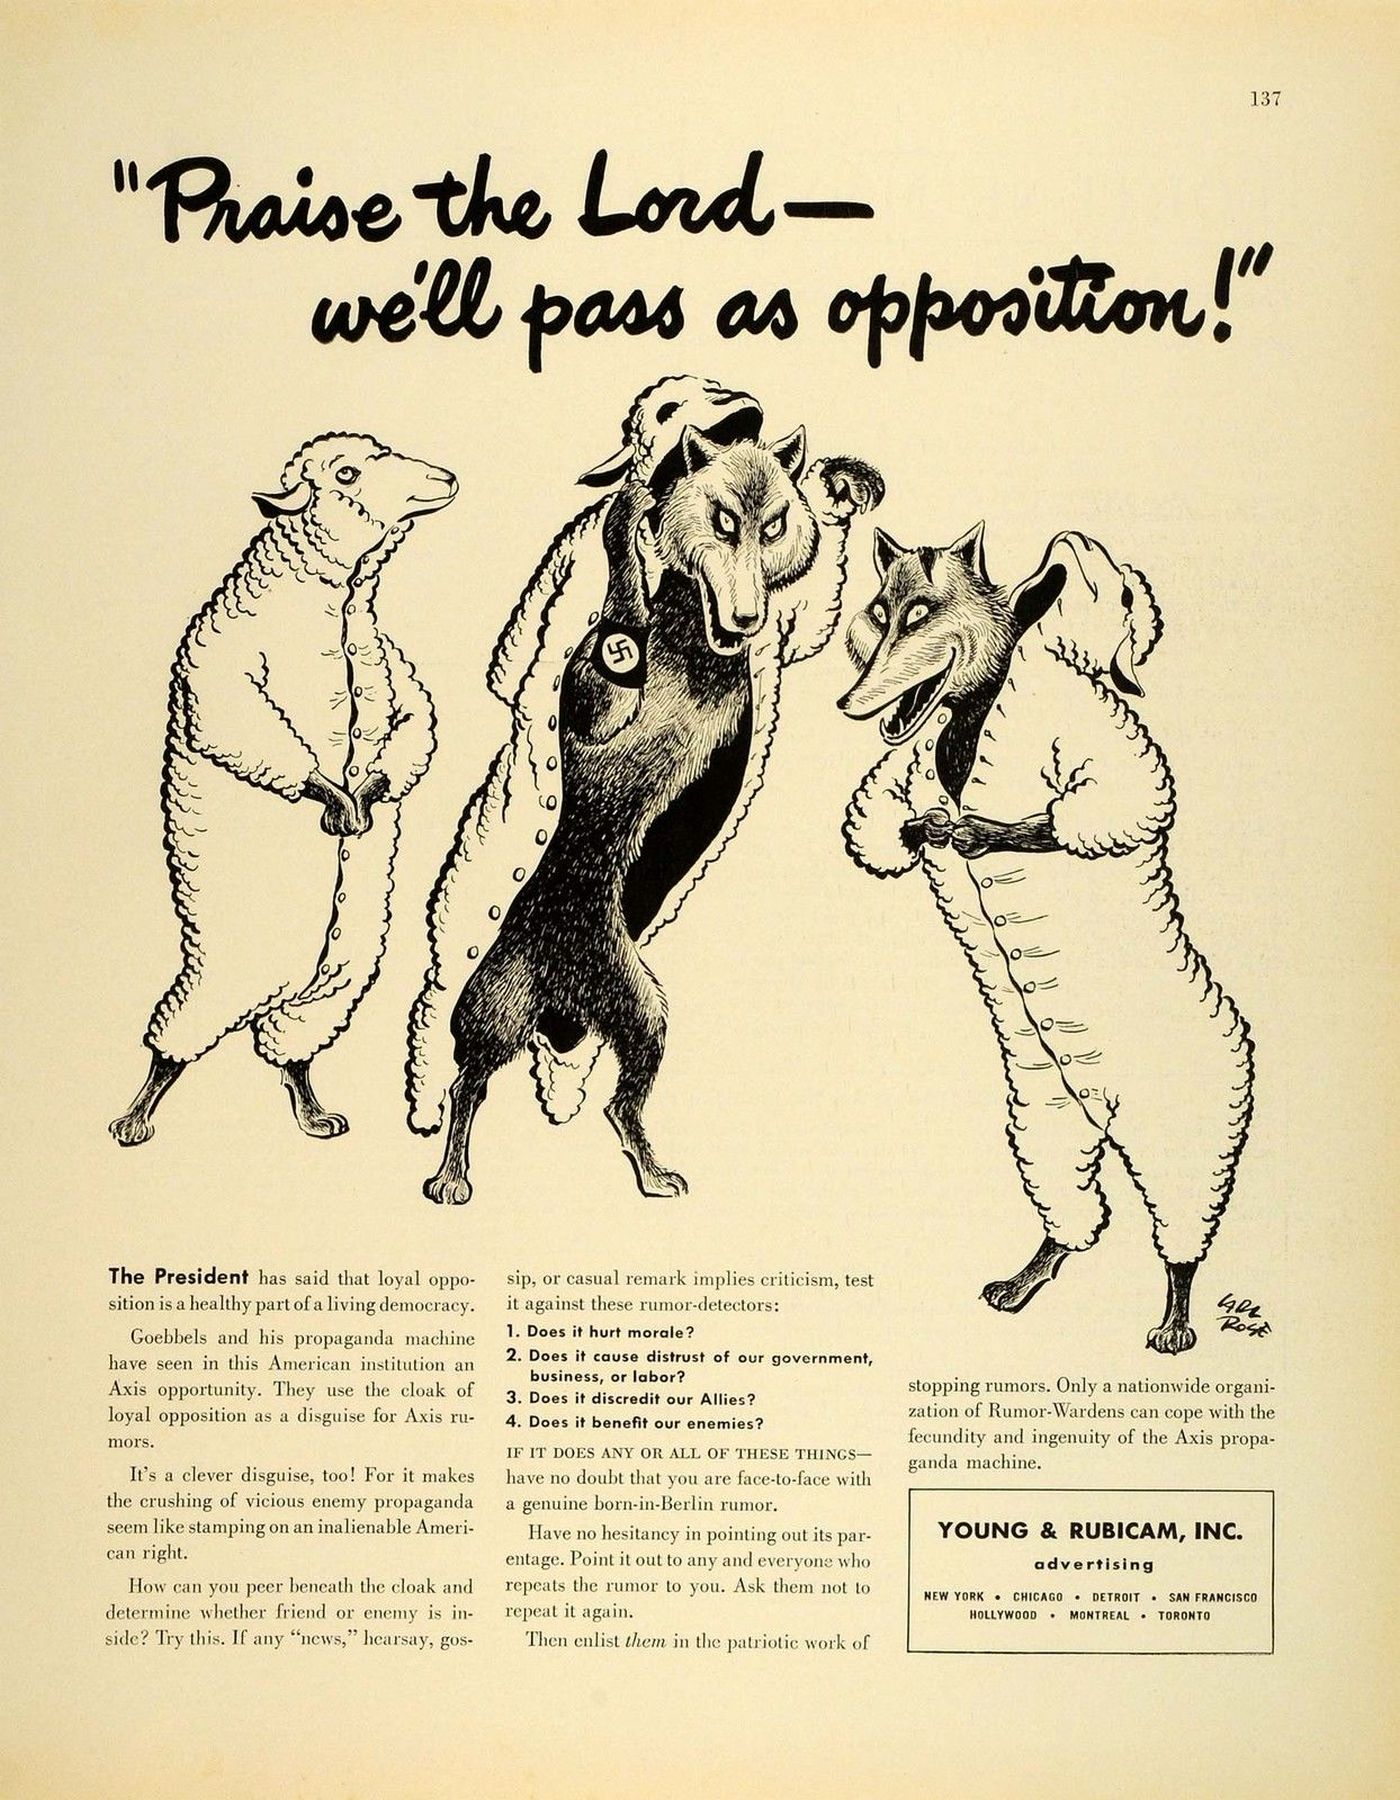 137
"Praise the Lord—
we'll pass as opposition!"
The President has said that loyal oppo-
sition is a healthy part of a living democracy.
Goebbels and his propaganda machine
have seen in this American institution an
Axis opportunity. They use the cloak of
loyal opposition as a disguise for Axis ru-
mors.
It's a clever disguise, too! For it makes
the crushing of vicious enemy propaganda
seem like stamping on an inalienable Ameri-
can right.
How can you peer beneath the cloak and
determine whether friend or enemy is in-
side? Try this. If any "news," hearsay, gos-
sip, or casual remark implies criticism, test
it against these rumor-detectors:
1. Does it hurt morale?
2. Does it cause distrust of our government,
business, or labor?
3. Does it discredit our Allies?
4. Does it benefit our enemies?
IF IT DOES ANY OR ALL OF THESE THINGS—
have no doubt that you are face-to-face with
a genuine born-in-Berlin rumor.
Have no hesitancy in pointing out its par-
entage. Point it out to any and everyone who
repeats the rumor to you. Ask them not to
repeat it again.
Then enlist them in the patriotic work of
CARL
ROSE
stopping rumors. Only a nationwide organi-
zation of Rumor-Wardens can cope with the
fecundity and ingenuity of the Axis propa-
ganda machine.
YOUNG & RUBICAM, INC.
advertising
NEW YORK • CHICAGO • DETROIT • SAN FRANCISCO
HOLLYWOOD • MONTREAL • TORONTO